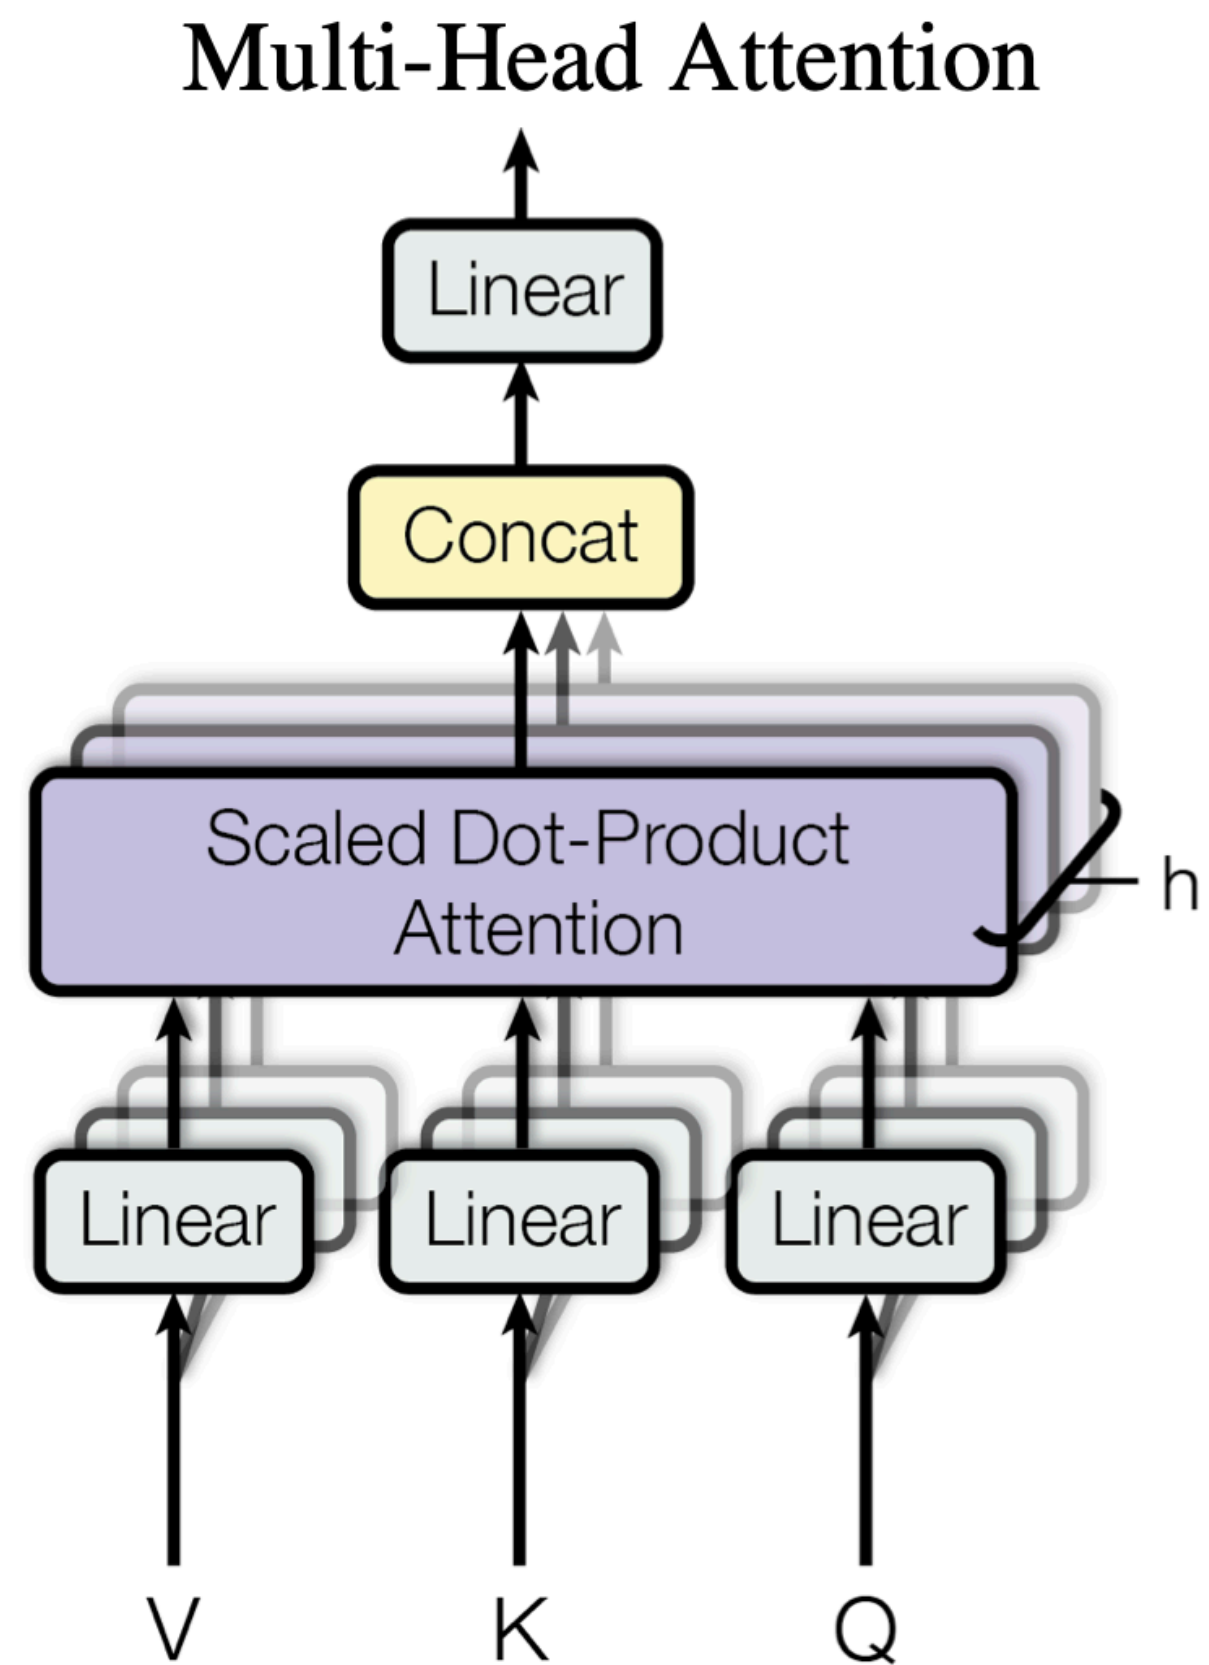 Multi-Head Attention
Linear
Concat
Scaled Dot-Product
Attention
h
Linear
Linear
Linear
V
K
Q